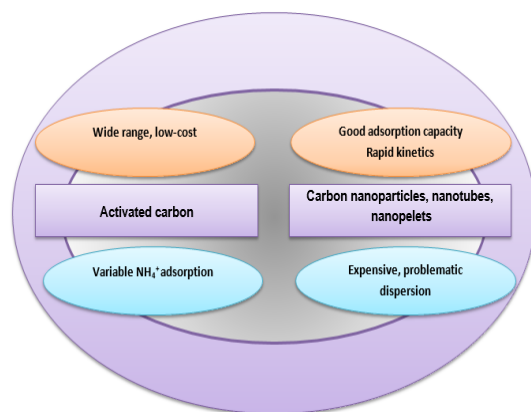 Wide range, low-cost
Good adsorption capacity
Rapid kinetics
Activated carbon
Carbon nanoparticles, nanotubes,
nanopelets
Variable NH₄⁺ adsorption
Expensive, problematic
dispersion